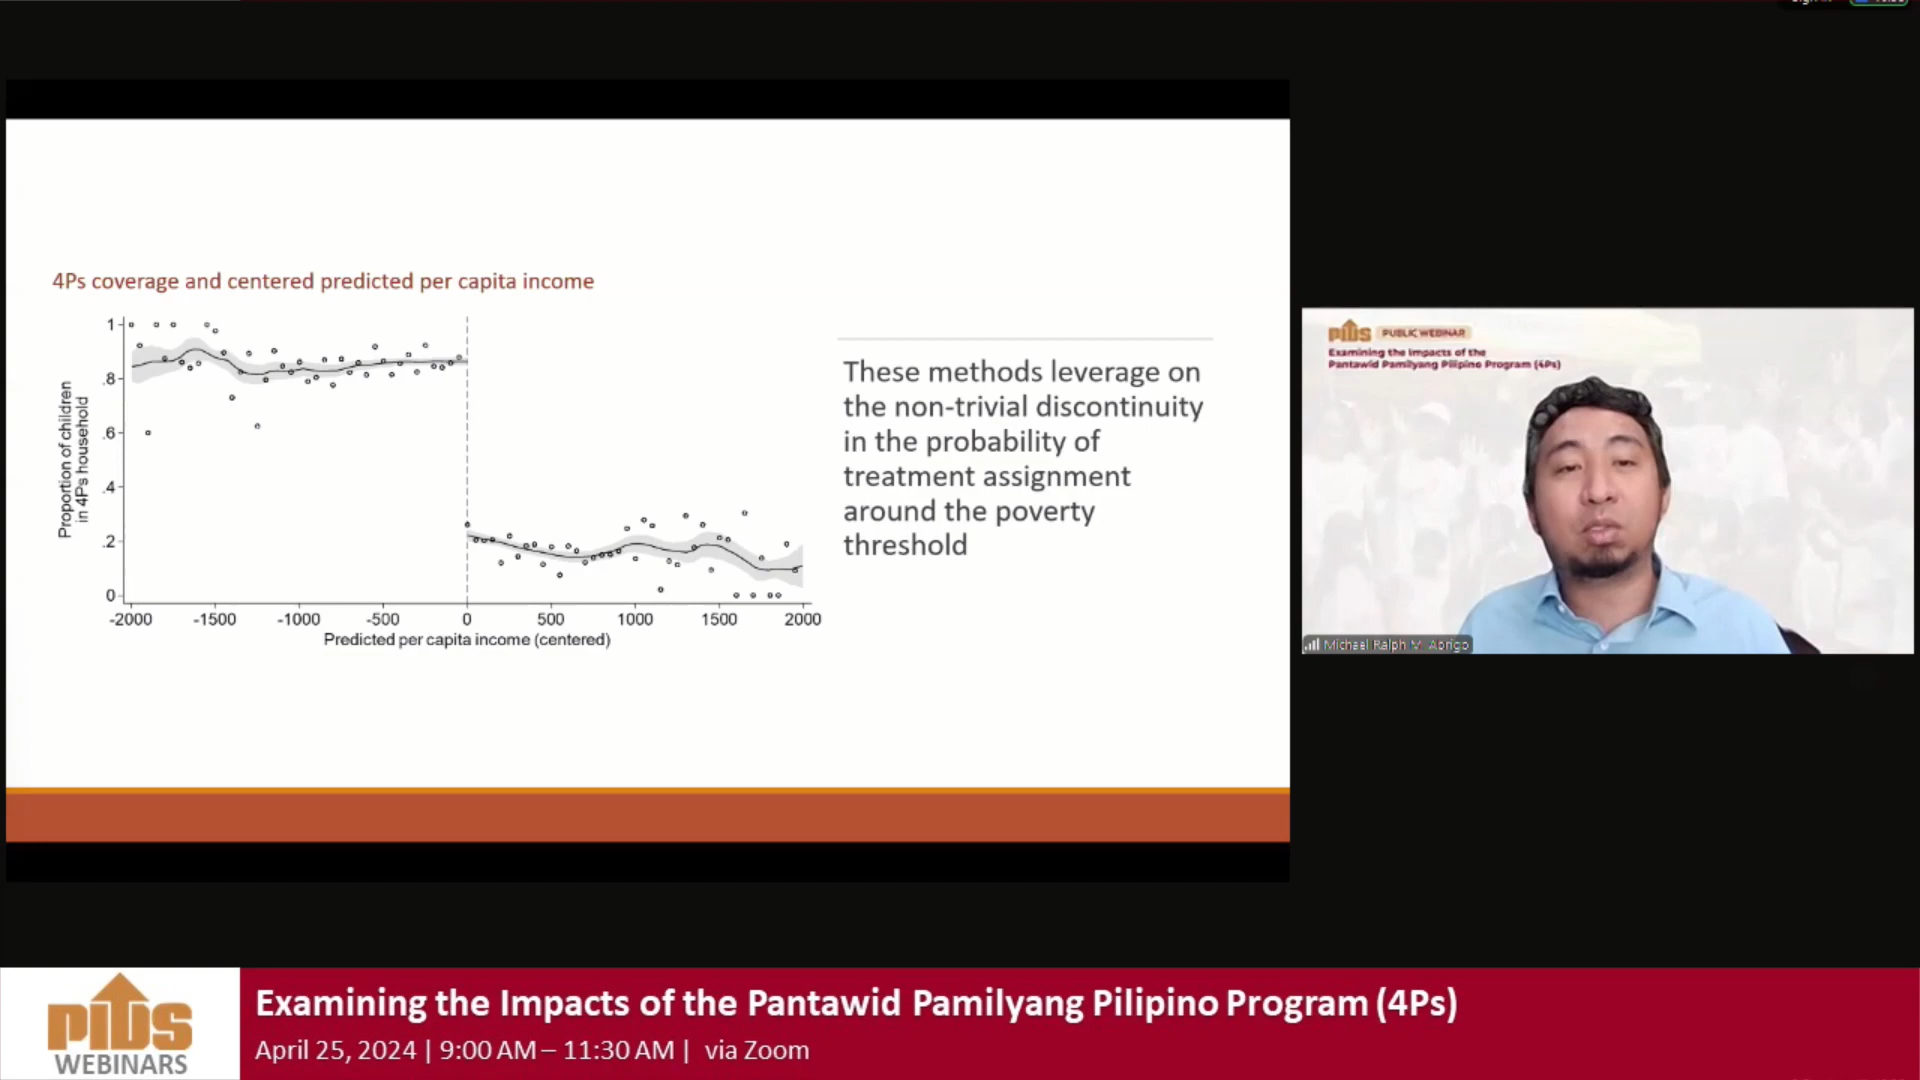 4Ps coverage and centered predicted per capita income
Proportion of children
in 4Ps household
1
.8
.6
.4
.2
0
-2000 -1500 -1000 -500 0 500 1000 1500 2000
Predicted per capita income (centered)
These methods leverage on
the non-trivial discontinuity
in the probability of
treatment assignment
around the poverty
threshold
PIDS PUBLIC WEBINAR
Examining the Impacts of the
Pantawid Pamilyang Pilipino Program (4Ps)
Michael Ralph M. Abrigo
PIDS
WEBINARS
Examining the Impacts of the Pantawid Pamilyang Pilipino Program (4Ps)
April 25, 2024 | 9:00 AM – 11:30 AM | via Zoom